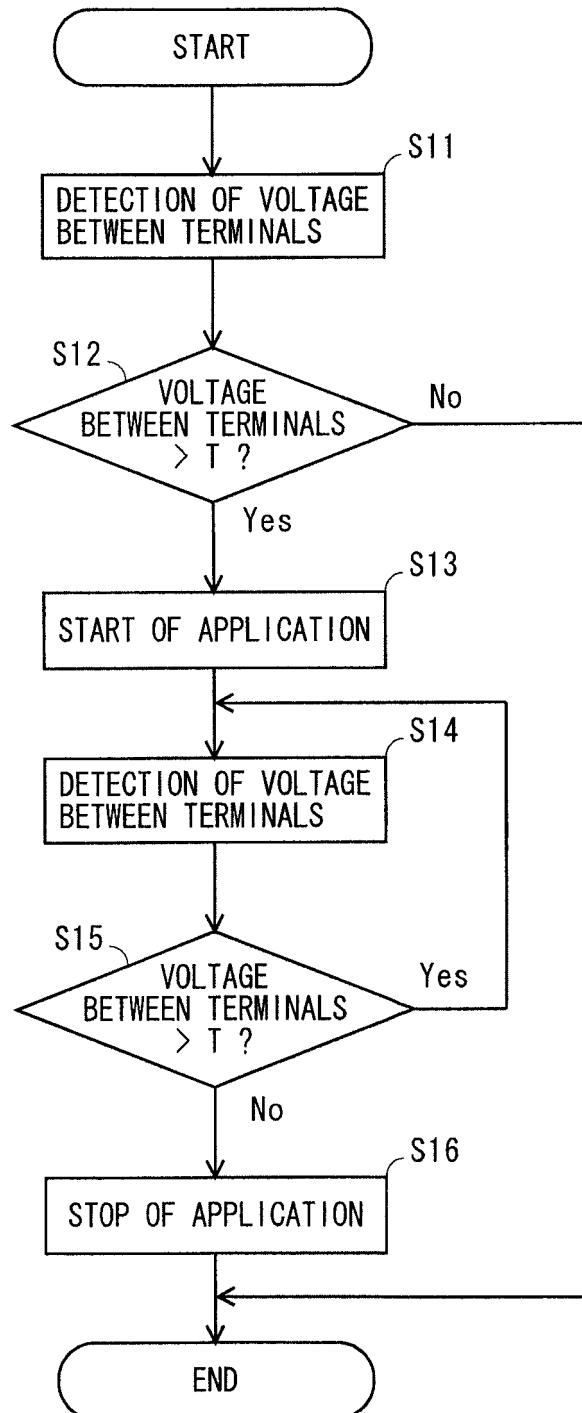 START
S11
DETECTION OF VOLTAGE
BETWEEN TERMINALS
S12
VOLTAGE
BETWEEN TERMINALS
> T ?
No
Yes
S13
START OF APPLICATION
S14
DETECTION OF VOLTAGE
BETWEEN TERMINALS
S15
VOLTAGE
BETWEEN TERMINALS
> T ?
Yes
No
S16
STOP OF APPLICATION
END